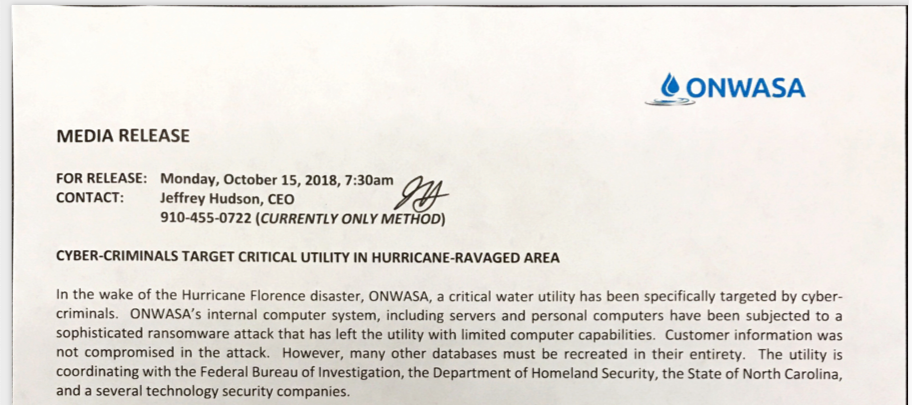 ONWASA
MEDIA RELEASE
FOR RELEASE: Monday, October 15, 2018, 7:30am
CONTACT: Jeffrey Hudson, CEO
910-455-0722 (CURRENTLY ONLY METHOD)
CYBER-CRIMINALS TARGET CRITICAL UTILITY IN HURRICANE-RAVAGED AREA
In the wake of the Hurricane Florence disaster, ONWASA, a critical water utility has been specifically targeted by cyber-
criminals. ONWASA's internal computer system, including servers and personal computers have been subjected to a
sophisticated ransomware attack that has left the utility with limited computer capabilities. Customer information was
not compromised in the attack. However, many other databases must be recreated in their entirety. The utility is
coordinating with the Federal Bureau of Investigation, the Department of Homeland Security, the State of North Carolina,
and a several technology security companies.